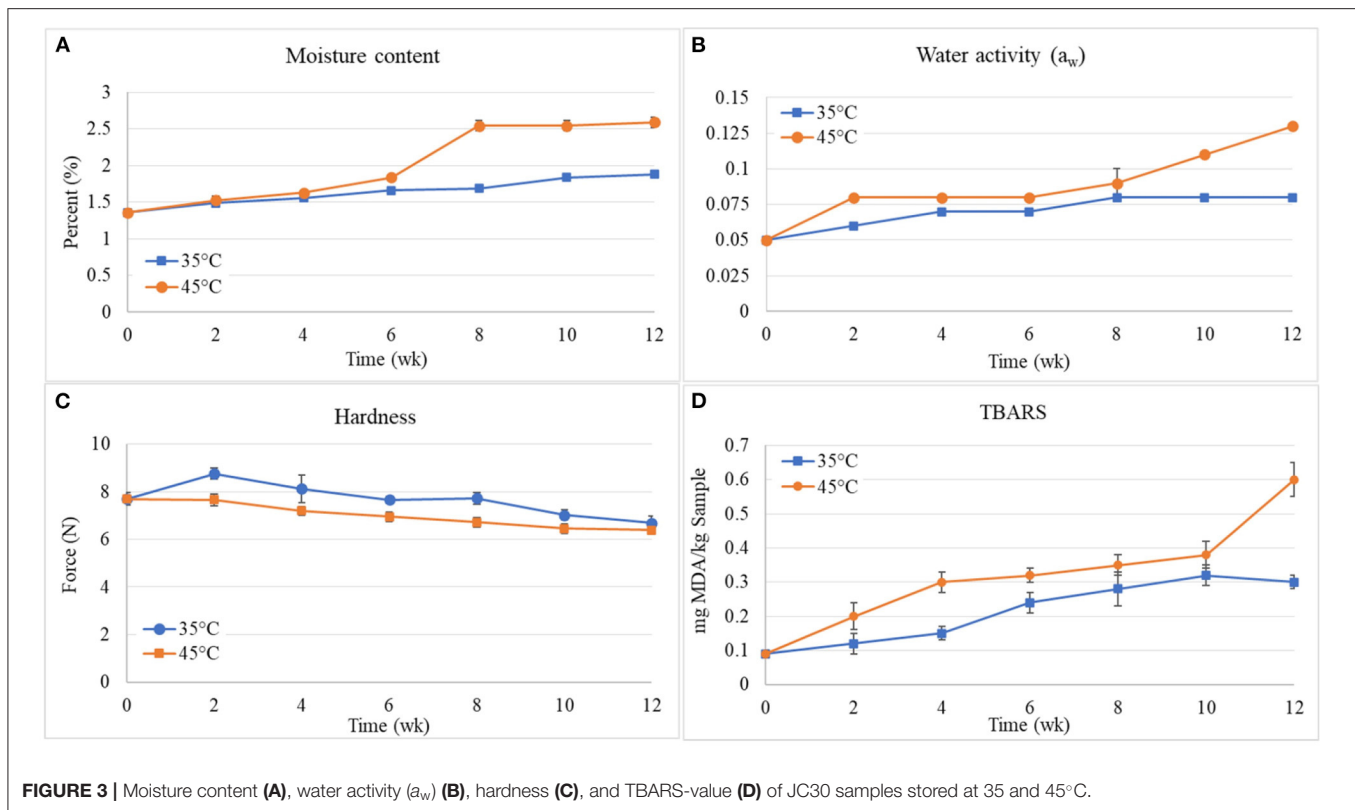 A
Moisture content
Percent (%)
3
2.5
2
1.5
1
0.5
0
35°C
45°C
0 2 4 6 8 10 12
Time (wk)
B
Water activity (aw)
0.15
0.125
0.1
0.075
0.05
0.025
0
35°C
45°C
0 2 4 6 8 10 12
Time (wk)
C
Hardness
Force (N)
10
8
6
4
2
0
35°C
45°C
0 2 4 6 8 10 12
Time (wk)
D
TBARS
mg MDA/kg Sample
0.7
0.6
0.5
0.4
0.3
0.2
0.1
0
35°C
45°C
0 2 4 6 8 10 12
Time (wk)
FIGURE 3 | Moisture content (A), water activity (aw) (B), hardness (C), and TBARS-value (D) of JC30 samples stored at 35 and 45°C.